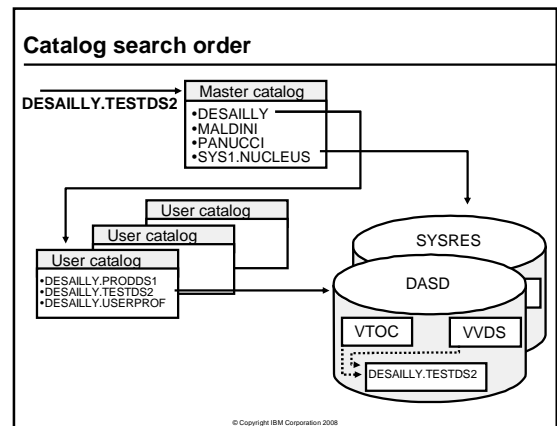 Catalog search order
DESAILLY.TESTDS2
Master catalog
•DESAILLY
•MALDINI
•PANUCCI
•SYS1.NUCLEUS
User catalog
User catalog
User catalog
•DESAILLY.PRODDS1
•DESAILLY.TESTDS2
•DESAILLY.USERPROF
SYSRES
DASD
VTOC
VVDS
DESAILLY.TESTDS2
© Copyright IBM Corporation 2008